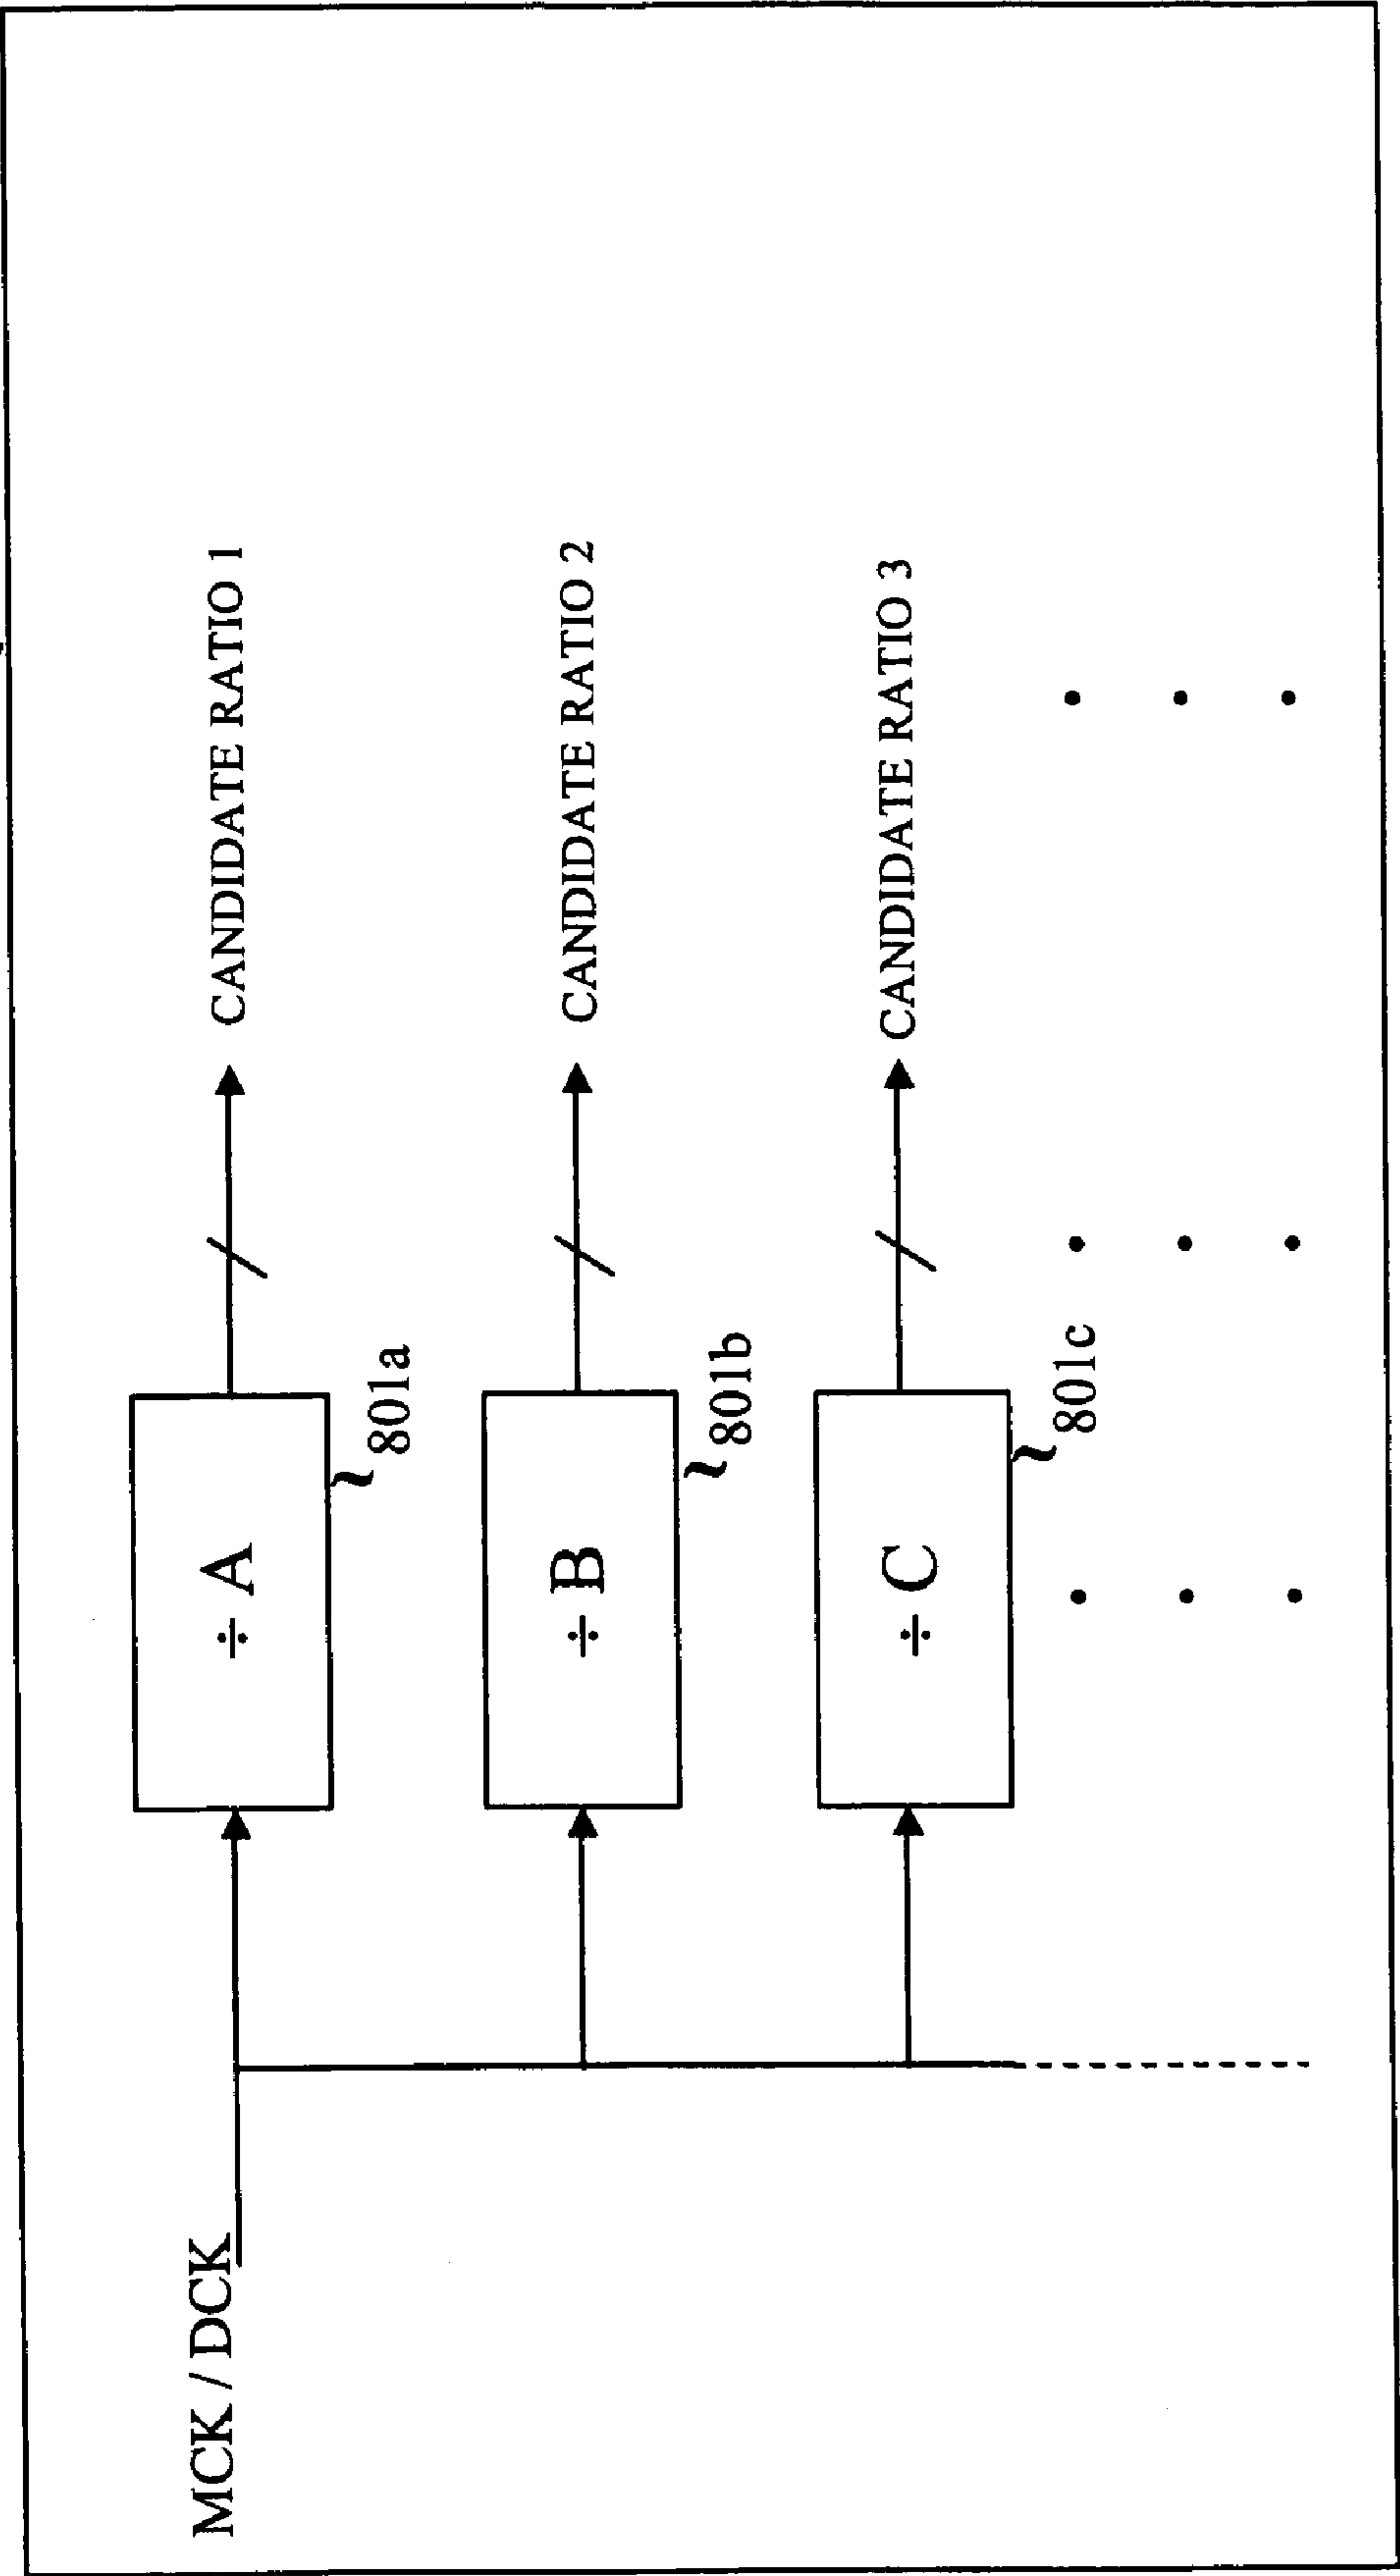 MCK / DCK
÷ A
801a
CANDIDATE RATIO 1
÷ B
801b
CANDIDATE RATIO 2
÷ C
801c
CANDIDATE RATIO 3